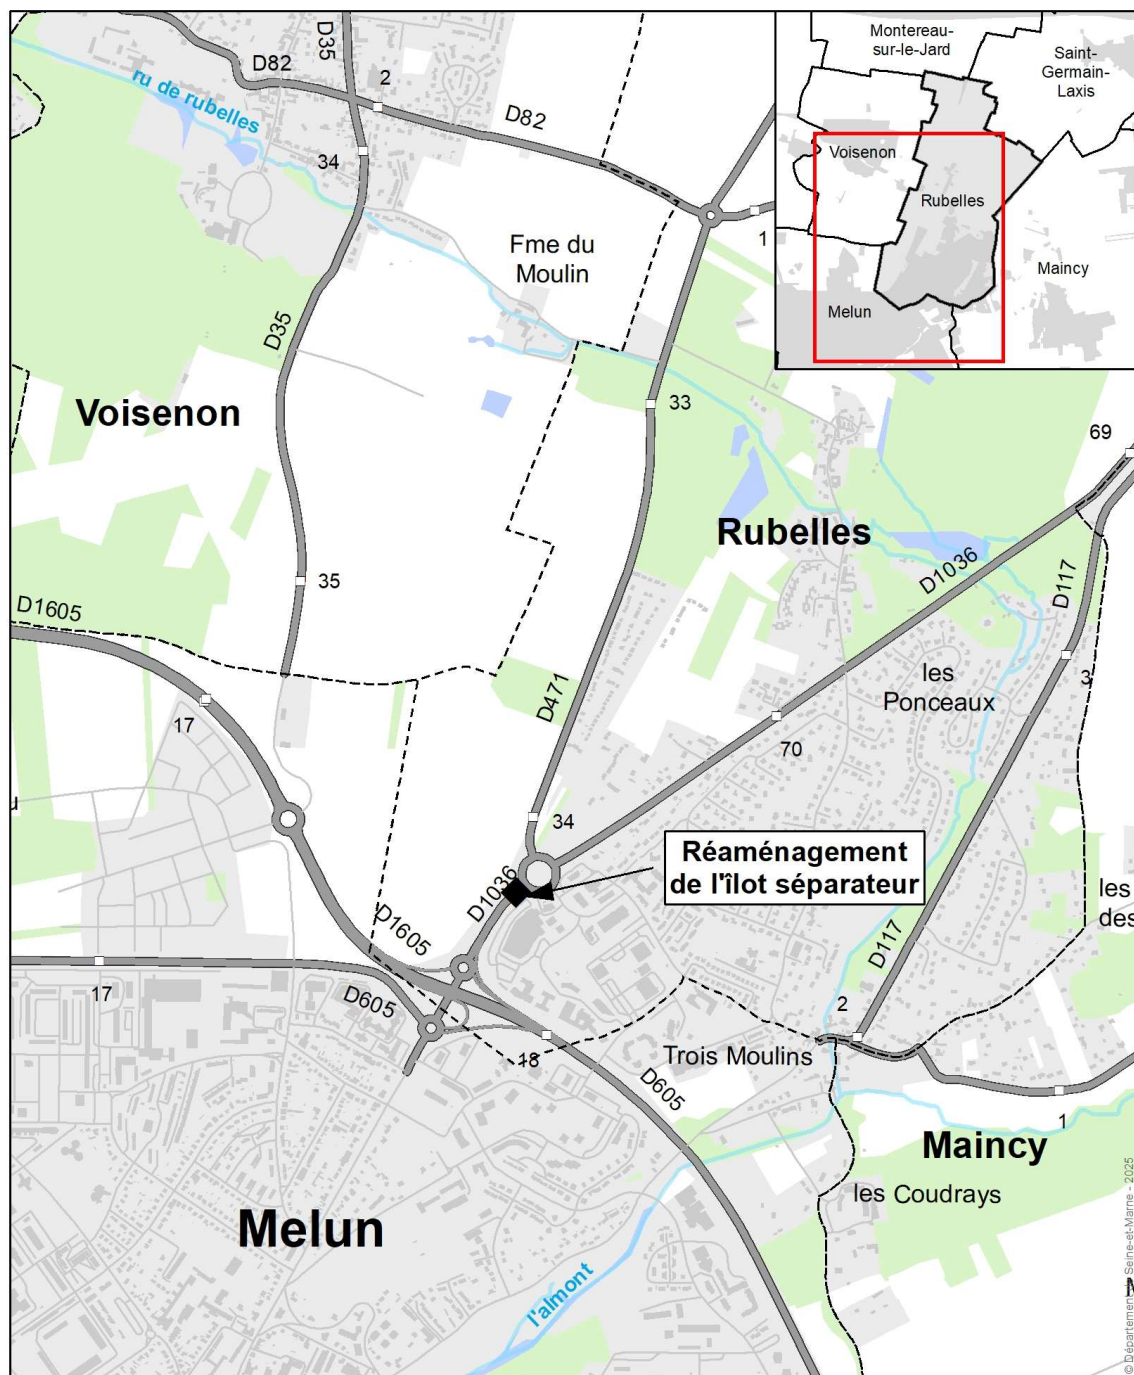 D35
D82
2
ru de rubelles
D82
34
Fme du
Moulin
1
Montereau-
sur-le-Jard
Saint-
Germain-
Laxis
Voisenon
Rubelles
Maincy
Melun
D35
Voisenon
33
69
Rubelles
D1036
D117
35
D1605
les
Ponceaux
3
D471
17
70
34
Réaménagement
de l'îlot séparateur
D1036
D1605
les
des
D117
17
D605
2
18
Trois Moulins
D605
1
Maincy
les Coudrays
Melun
l'almont
© Département Seine-et-Marne - 2025